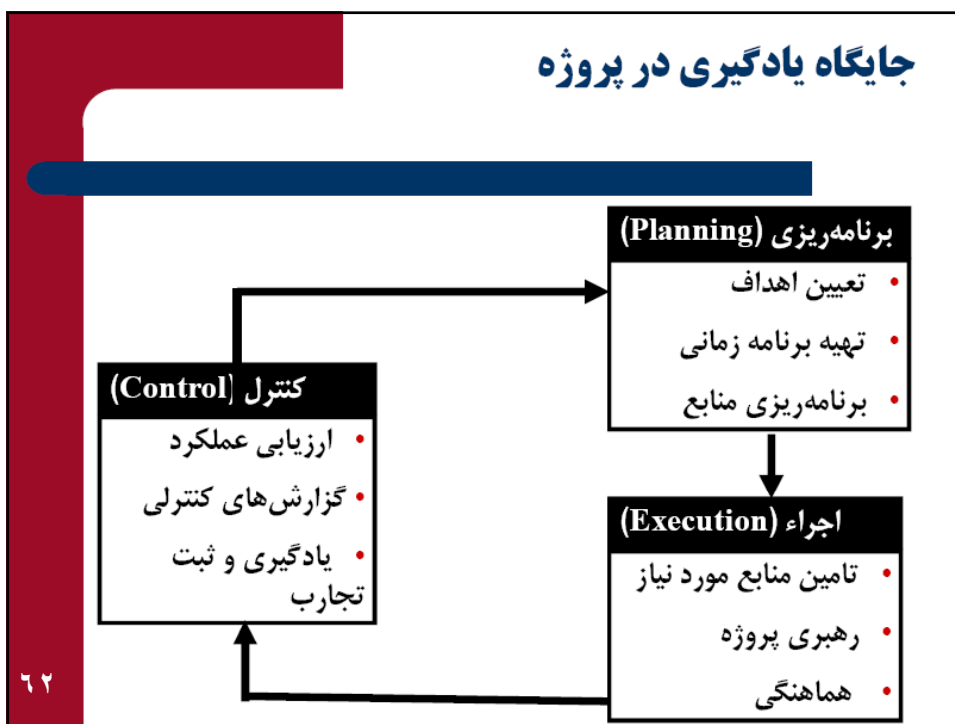 جایگاه یادگیری در پروژه
برنامه‌ریزی (Planning)
• تعیین اهداف
• تهیه برنامه زمانی
• برنامه‌ریزی منابع
اجراء (Execution)
• تامین منابع مورد نیاز
• رهبری پروژه
• هماهنگی
کنترل (Control)
• ارزیابی عملکرد
• گزارش‌های کنترلی
• یادگیری و ثبت
تجارب
٦٢